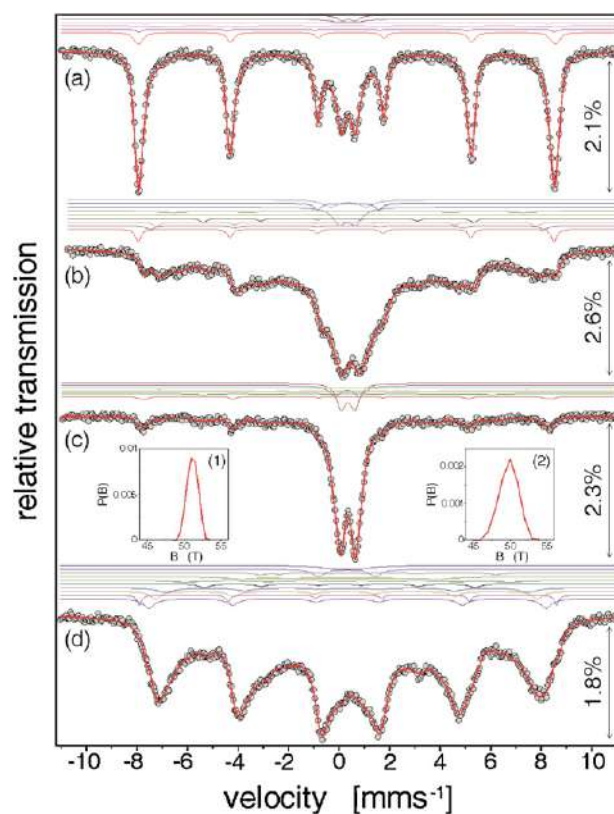 (a)
2.1%
(b)
2.6%
(c)
2.3%
0.01
(1)
0.005
P(B)
0
45 50 55
B (T)
(2)
0.002
0.001
P(B)
0
45 50 55
B (T)
(d)
1.8%
relative transmission
-10 -8 -6 -4 -2 0 2 4 6 8 10
velocity [mms⁻¹]